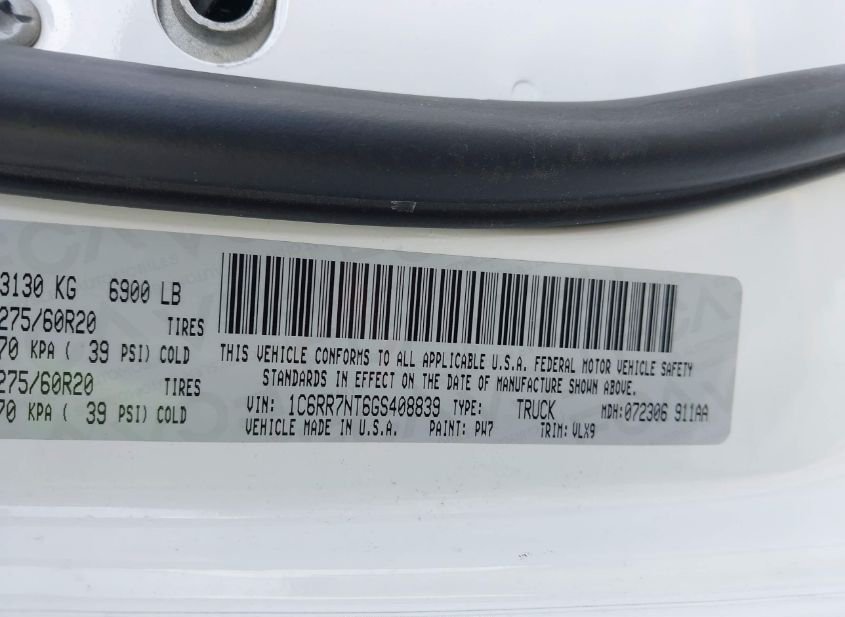 3130 KG 6900 LB
275/60R20 TIRES
70 KPA ( 39 PSI) COLD
275/60R20 TIRES
70 KPA ( 39 PSI) COLD
THIS VEHICLE CONFORMS TO ALL APPLICABLE U.S.A. FEDERAL MOTOR VEHICLE SAFETY
STANDARDS IN EFFECT ON THE DATE OF MANUFACTURE SHOWN ABOVE.
VIN: 1C6RR7NT6GS408839 TYPE: TRUCK MDH:072306 911AA
VEHICLE MADE IN U.S.A. PAINT: PW7 TRIM: VLX9